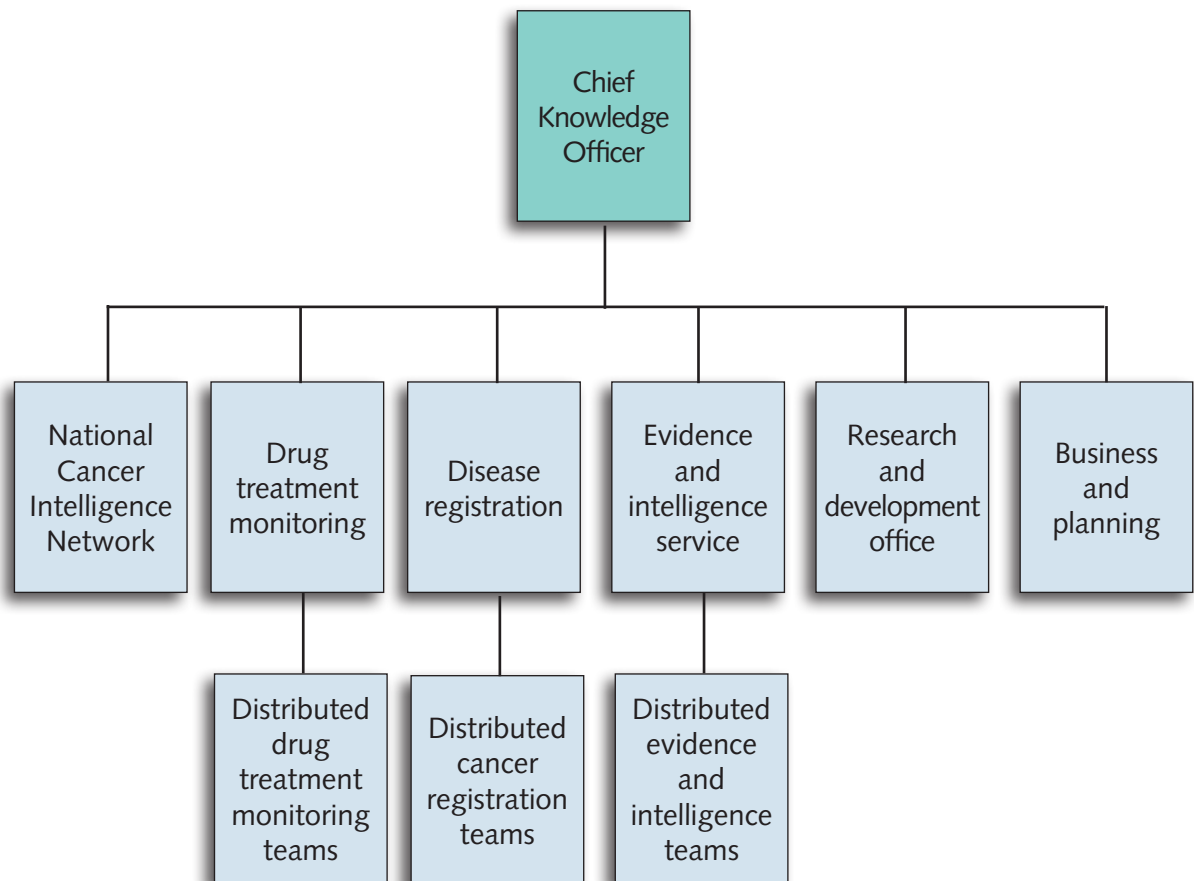 Chief
Knowledge
Officer
National
Cancer
Intelligence
Network
Drug
treatment
monitoring
Disease
registration
Evidence
and
intelligence
service
Research
and
development
office
Business
and
planning
Distributed
drug
treatment
monitoring
teams
Distributed
cancer
registration
teams
Distributed
evidence
and
intelligence
teams